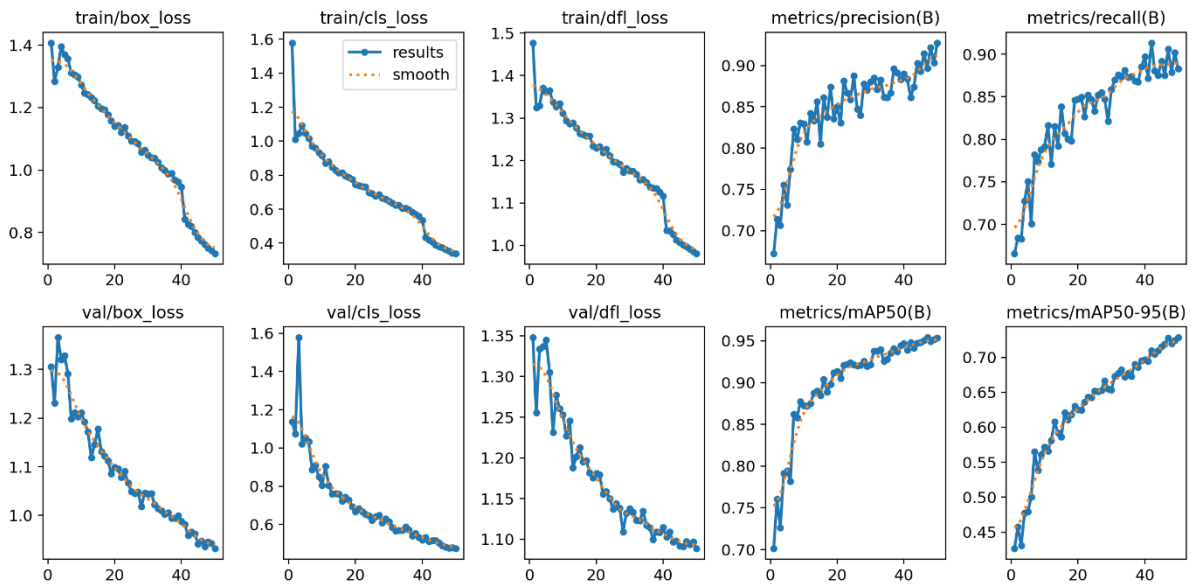 train/box_loss
train/cls_loss
train/dfl_loss
metrics/precision(B)
metrics/recall(B)
1.4
1.2
1.0
0.8
0 20 40
1.6
1.4
1.2
1.0
0.8
0.6
0.4
0 20 40
results
smooth
1.5
1.4
1.3
1.2
1.1
1.0
0 20 40
0.90
0.85
0.80
0.75
0.70
0 20 40
0.90
0.85
0.80
0.75
0.70
0 20 40
val/box_loss
val/cls_loss
val/dfl_loss
metrics/mAP50(B)
metrics/mAP50-95(B)
1.3
1.2
1.1
1.0
0 20 40
1.6
1.4
1.2
1.0
0.8
0.6
0 20 40
1.35
1.30
1.25
1.20
1.15
1.10
0 20 40
0.95
0.90
0.85
0.80
0.75
0.70
0 20 40
0.70
0.65
0.60
0.55
0.50
0.45
0 20 40